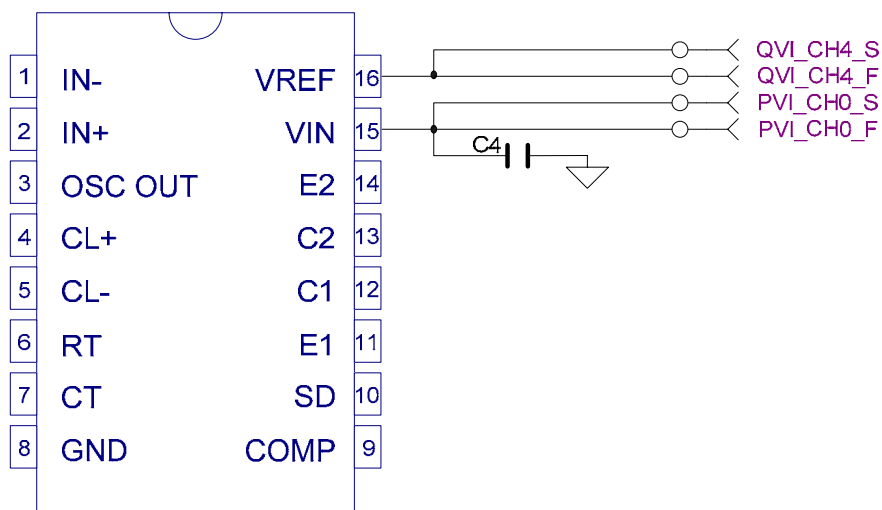 1 IN- VREF 16 QVI_CH4_S
QVI_CH4_F
PVI_CH0_S
2 IN+ VIN 15 PVI_CH0_F
C4
3 OSC OUT E2 14
4 CL+ C2 13
5 CL- C1 12
6 RT E1 11
7 CT SD 10
8 GND COMP 9